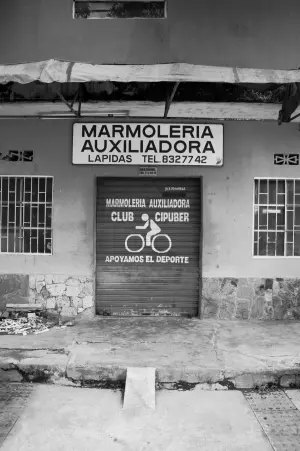 MARMOLERIA
AUXILIADORA
LAPIDAS TEL.8327742
MARMOLERIA AUXILIADORA
CLUB CIPUBER
APOYAMOS EL DEPORTE